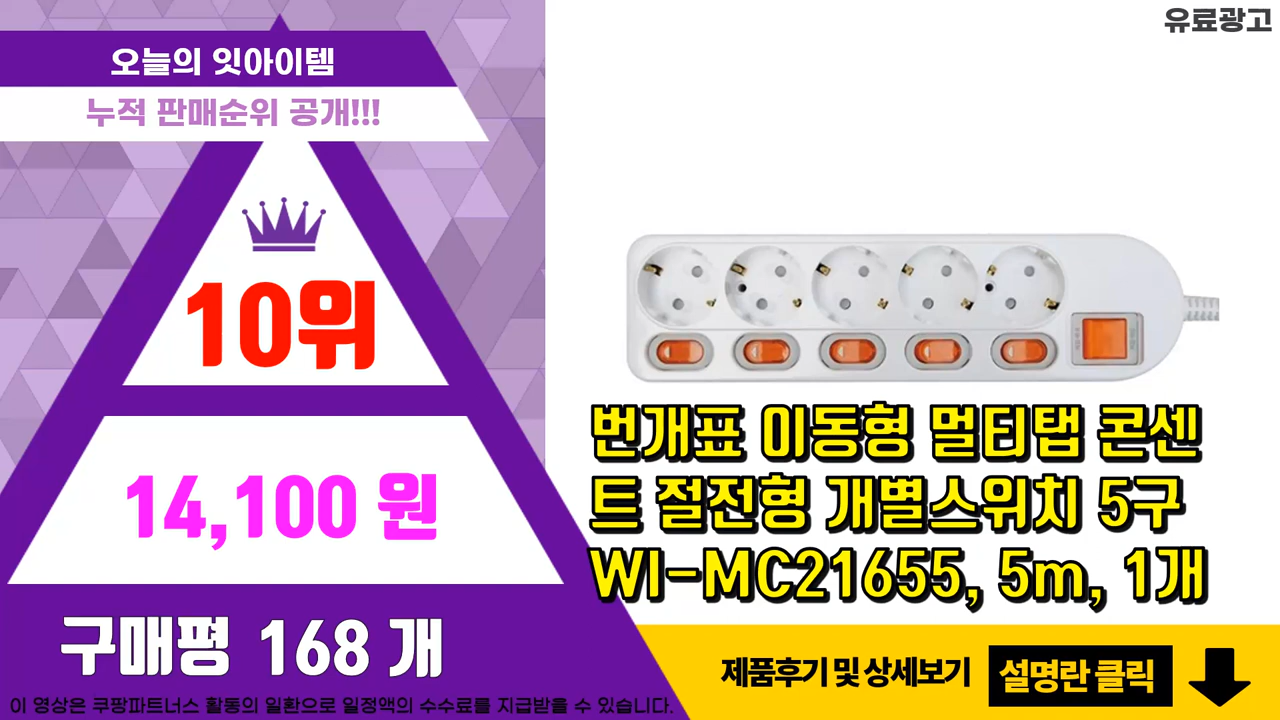 유료광고
오늘의 잇아이템
누적 판매순위 공개!!!
10위
14,100 원
구매평 168 개
번개표 이동형 멀티탭 콘센
트 절전형 개별스위치 5구
WI-MC21655, 5m, 1개
제품후기 및 상세보기
설명란 클릭
이 영상은 쿠팡파트너스 활동의 일환으로 일정액의 수수료를 지급받을 수 있습니다.